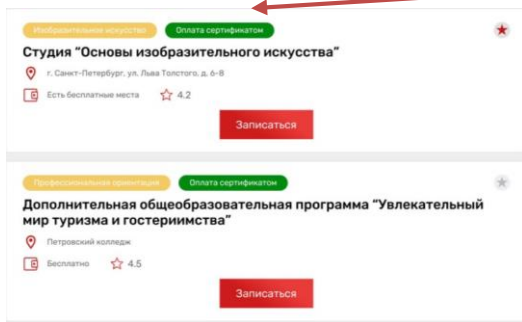 Изобразительное искусство Оплата сертификатом
Студия "Основы изобразительного искусства"
г. Санкт-Петербург, ул. Льва Толстого, д. 6-8
Есть бесплатные места 4.2
Записаться
Профессиональная ориентация Оплата сертификатом
Дополнительная общеобразовательная программа "Увлекательный
мир туризма и гостериимства"
Петровский колледж
Бесплатно 4.5
Записаться